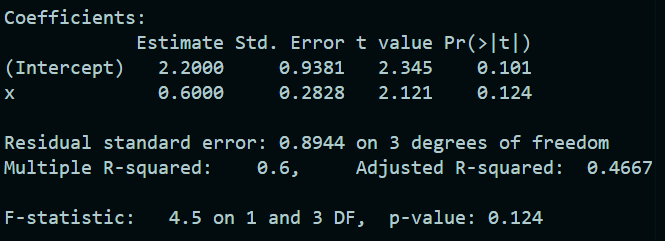 Coefficients:
            Estimate Std. Error t value Pr(>|t|)
(Intercept)   2.2000     0.9381   2.345    0.101
x             0.6000     0.2828   2.121    0.124
Residual standard error: 0.8944 on 3 degrees of freedom
Multiple R-squared:    0.6,     Adjusted R-squared:  0.4667
F-statistic:   4.5 on 1 and 3 DF,  p-value: 0.124